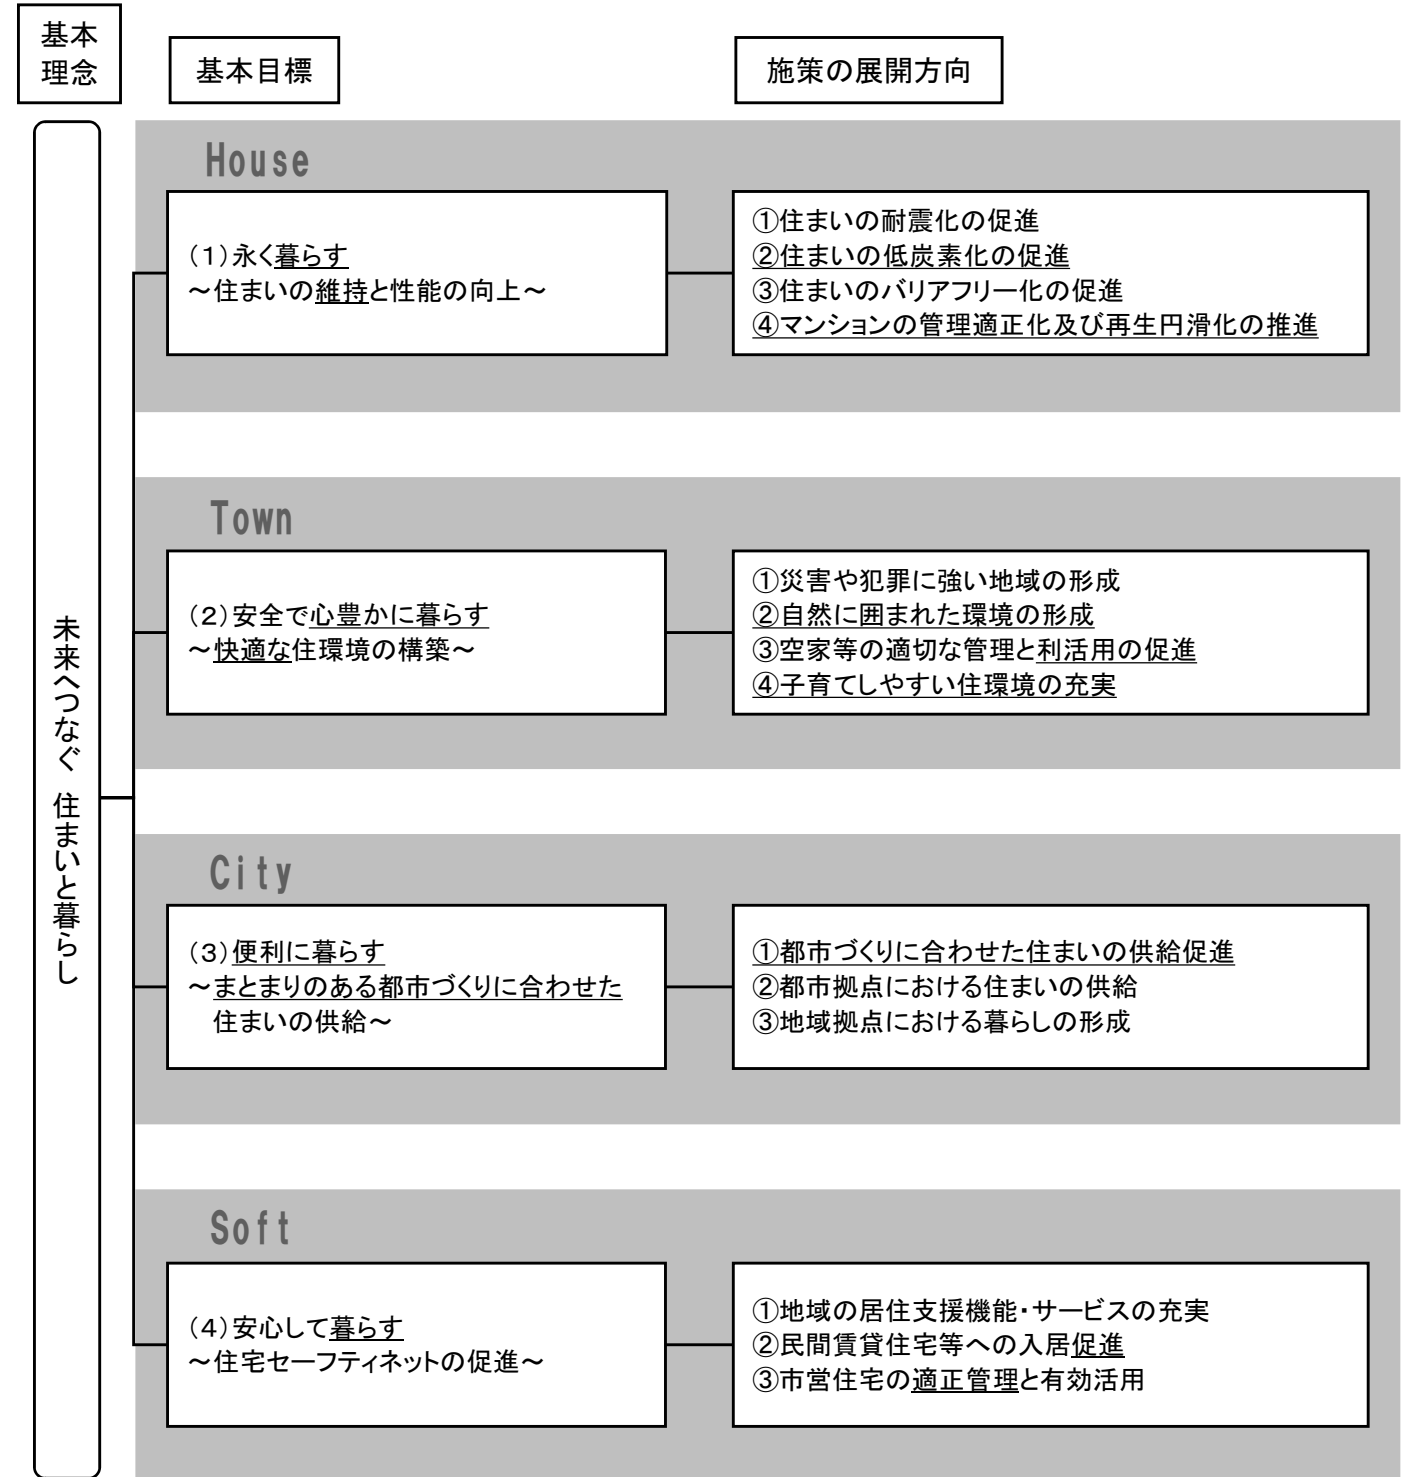 基本
理念
基本目標
施策の展開方向
未来へつなぐ 住まいと暮らし
House
（１）永く暮らす
～住まいの維持と性能の向上～
①住まいの耐震化の促進
②住まいの低炭素化の促進
③住まいのバリアフリー化の促進
④マンションの管理適正化及び再生円滑化の推進
Town
（２）安全で心豊かに暮らす
～快適な住環境の構築～
①災害や犯罪に強い地域の形成
②自然に囲まれた環境の形成
③空家等の適切な管理と利活用の促進
④子育てしやすい住環境の充実
City
（３）便利に暮らす
～まとまりのある都市づくりに合わせた
住まいの供給～
①都市づくりに合わせた住まいの供給促進
②都市拠点における住まいの供給
③地域拠点における暮らしの形成
Soft
（４）安心して暮らす
～住宅セーフティネットの促進～
①地域の居住支援機能・サービスの充実
②民間賃貸住宅等への入居促進
③市営住宅の適正管理と有効活用